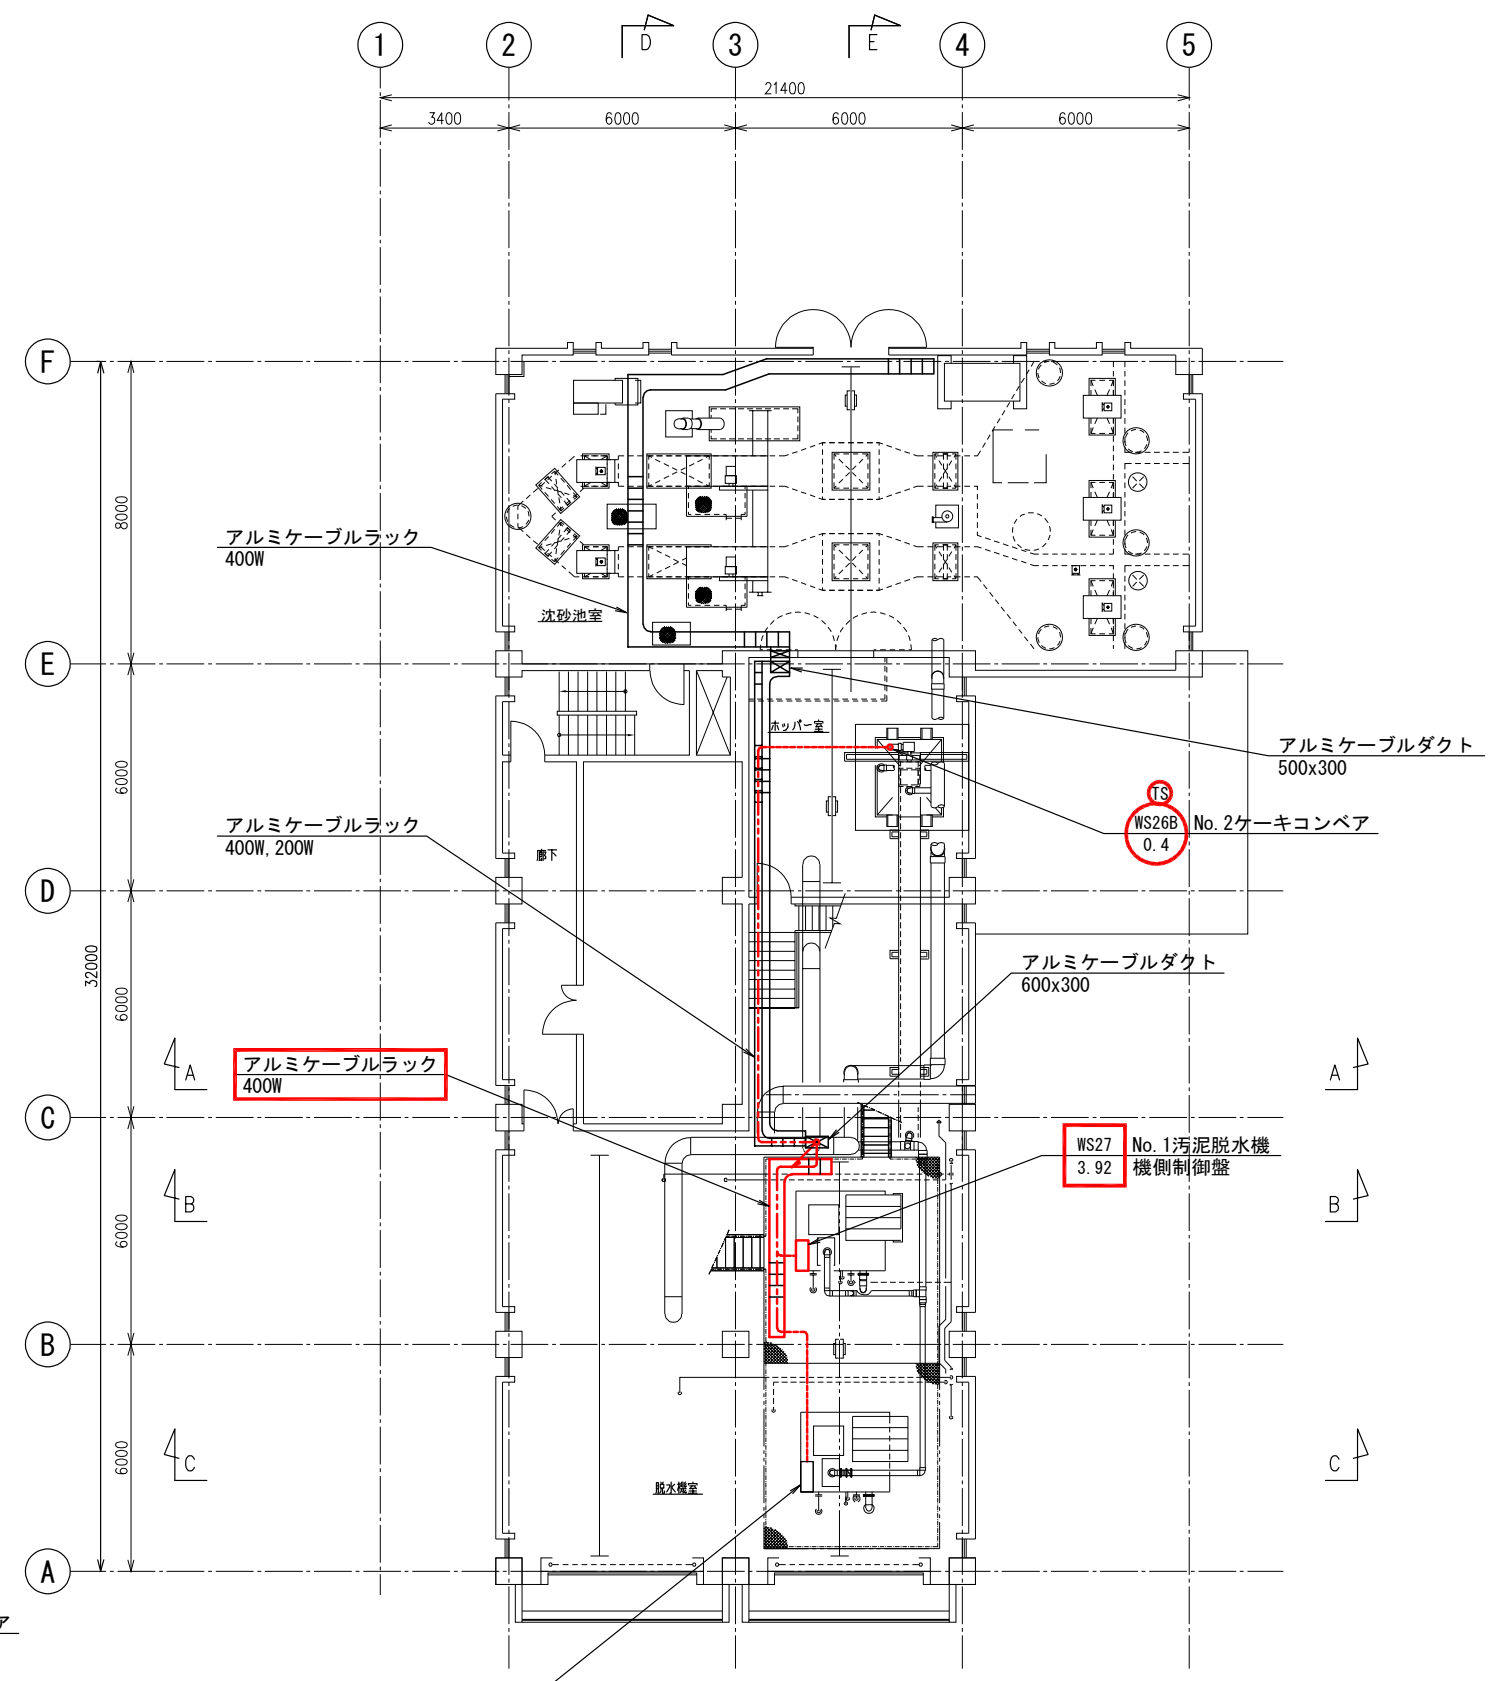 1
2
D
3
E
4
5
21400
3400
6000
6000
6000
F
8000
アルミケーブルラック
400W
沈砂池室
E
ホッパー室
アルミケーブルダクト
500x300
6000
TS
WS26B
0.4
No.2ケーキコンベア
アルミケーブルラック
400W,200W
廊下
D
32000
アルミケーブルダクト
600x300
6000
A
アルミケーブルラック
400W
A
C
WS27
3.92
No.1汚泥脱水機
機側制御盤
B
B
6000
B
6000
C
C
脱水機室
A
ア